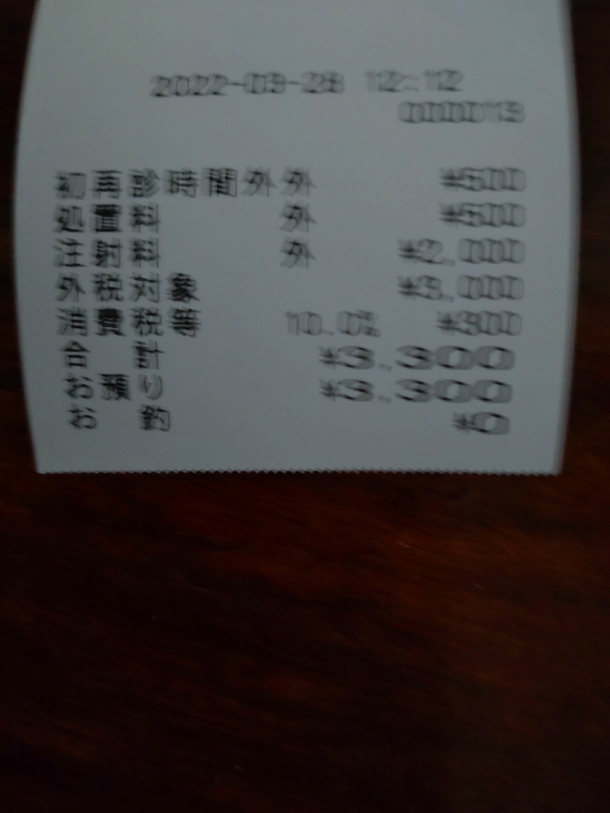 2022-03-28 12:12
0000113
初再診時間外外 ¥500
処置料 外 ¥500
注射料 外 ¥2,000
外税対象 ¥3,000
消費税等 10.0% ¥300
合 計 ¥3,300
お預り ¥3,300
お 釣 ¥0